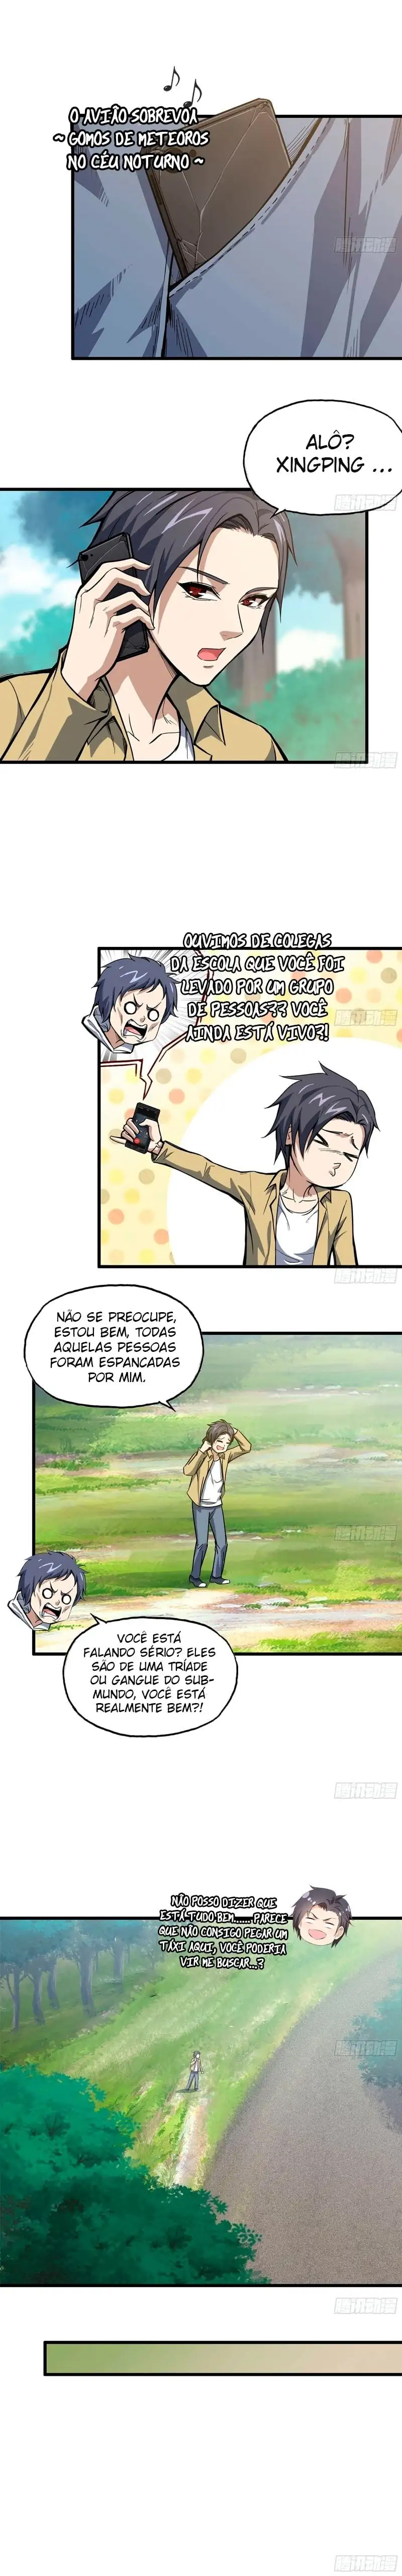 O AVIÃO SOBREVOA
~ GOMOS DE METEOROS
NO CÉU NOTURNO ~
ALÔ?
XINGPING ...
OUVIMOS DE COLEGAS
DA ESCOLA QUE VOCÊ FOI
LEVADO POR UM GRUPO
DE PESSOAS?? VOCÊ
AINDA ESTÁ VIVO?!
NÃO SE PREOCUPE,
ESTOU BEM, TODAS
AQUELAS PESSOAS
FORAM ESPANCADAS
POR MIM.
VOCÊ ESTÁ
FALANDO SÉRIO? ELES
SÃO DE UMA TRÍADE
OU GANGUE DO SUB-
MUNDO, VOCÊ ESTÁ
REALMENTE BEM?!
NÃO POSSO DIZER QUE
ESTÁ TUDO BEM...... PARECE
QUE NÃO CONSIGO PEGAR UM
TÁXI AQUI, VOCÊ PODERIA
VIR ME BUSCAR...?